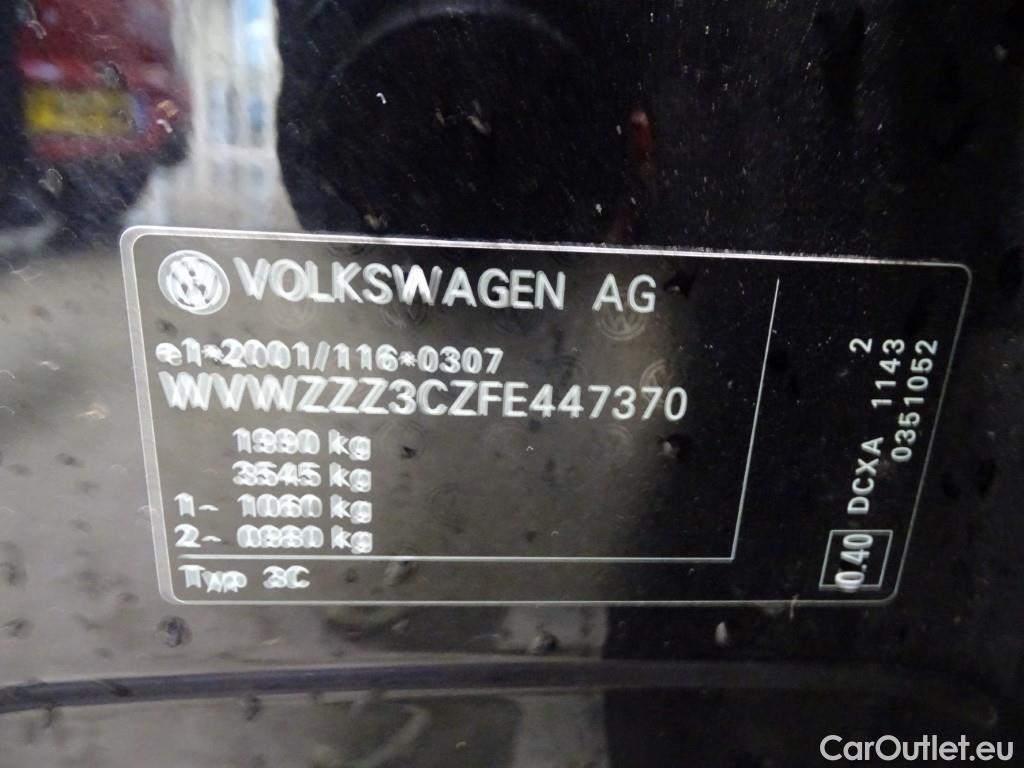 VOLKSWAGEN AG
e1*2001/116*0307
WVWZZZ3CZFE447370
1990 kg
3545 kg
1- 1060 kg
2- 0980 kg
Typ 3C
2
DCXA 1143
0351052
0.40
CarOutlet.eu